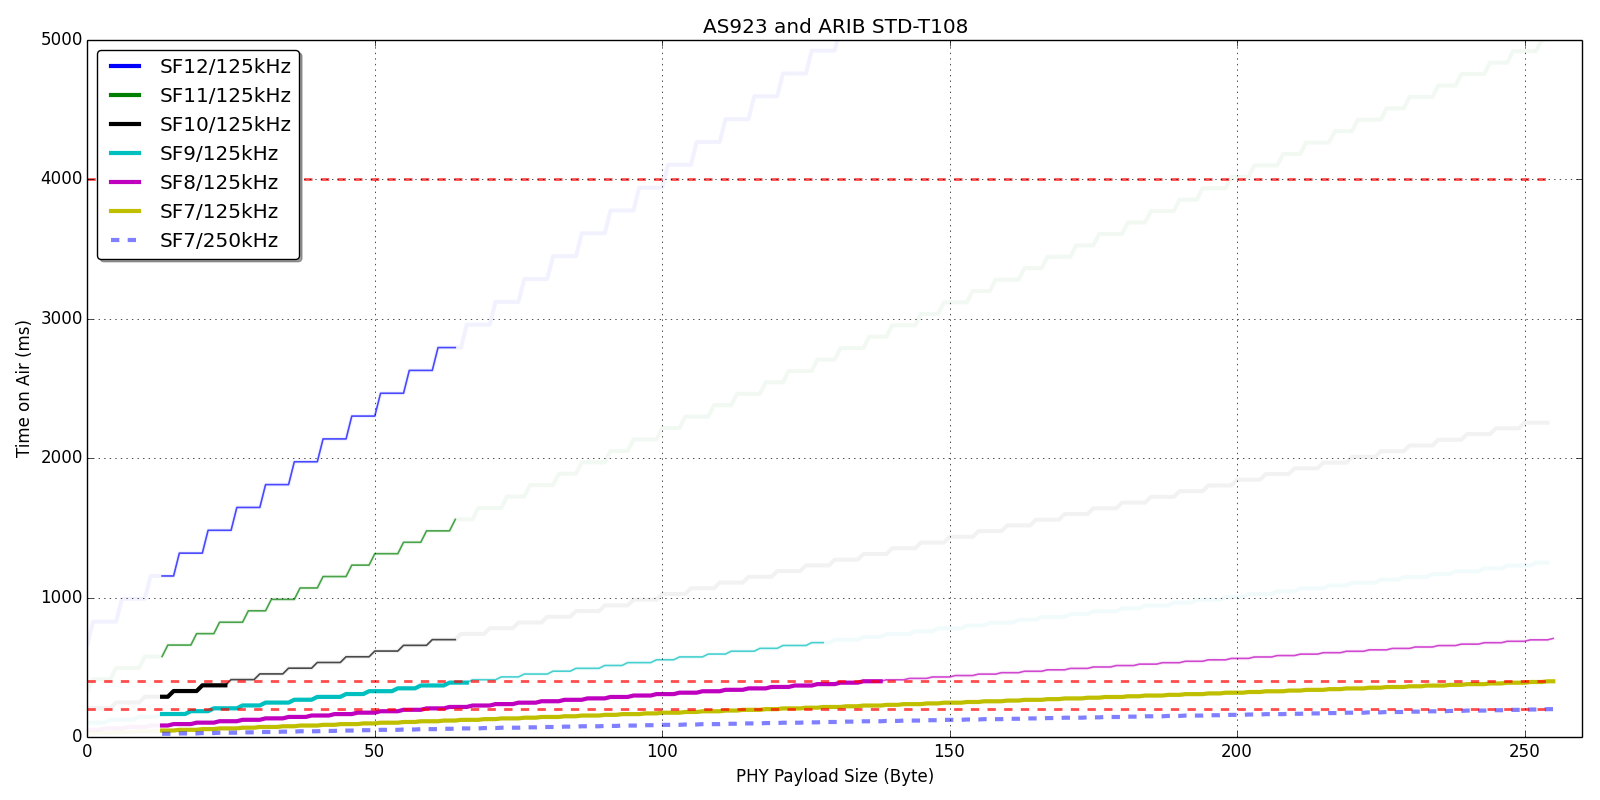 AS923 and ARIB STD-T108
5000
4000
3000
2000
1000
0
Time on Air (ms)
SF12/125kHz
SF11/125kHz
SF10/125kHz
SF9/125kHz
SF8/125kHz
SF7/125kHz
SF7/250kHz
0 50 100 150 200 250
PHY Payload Size (Byte)